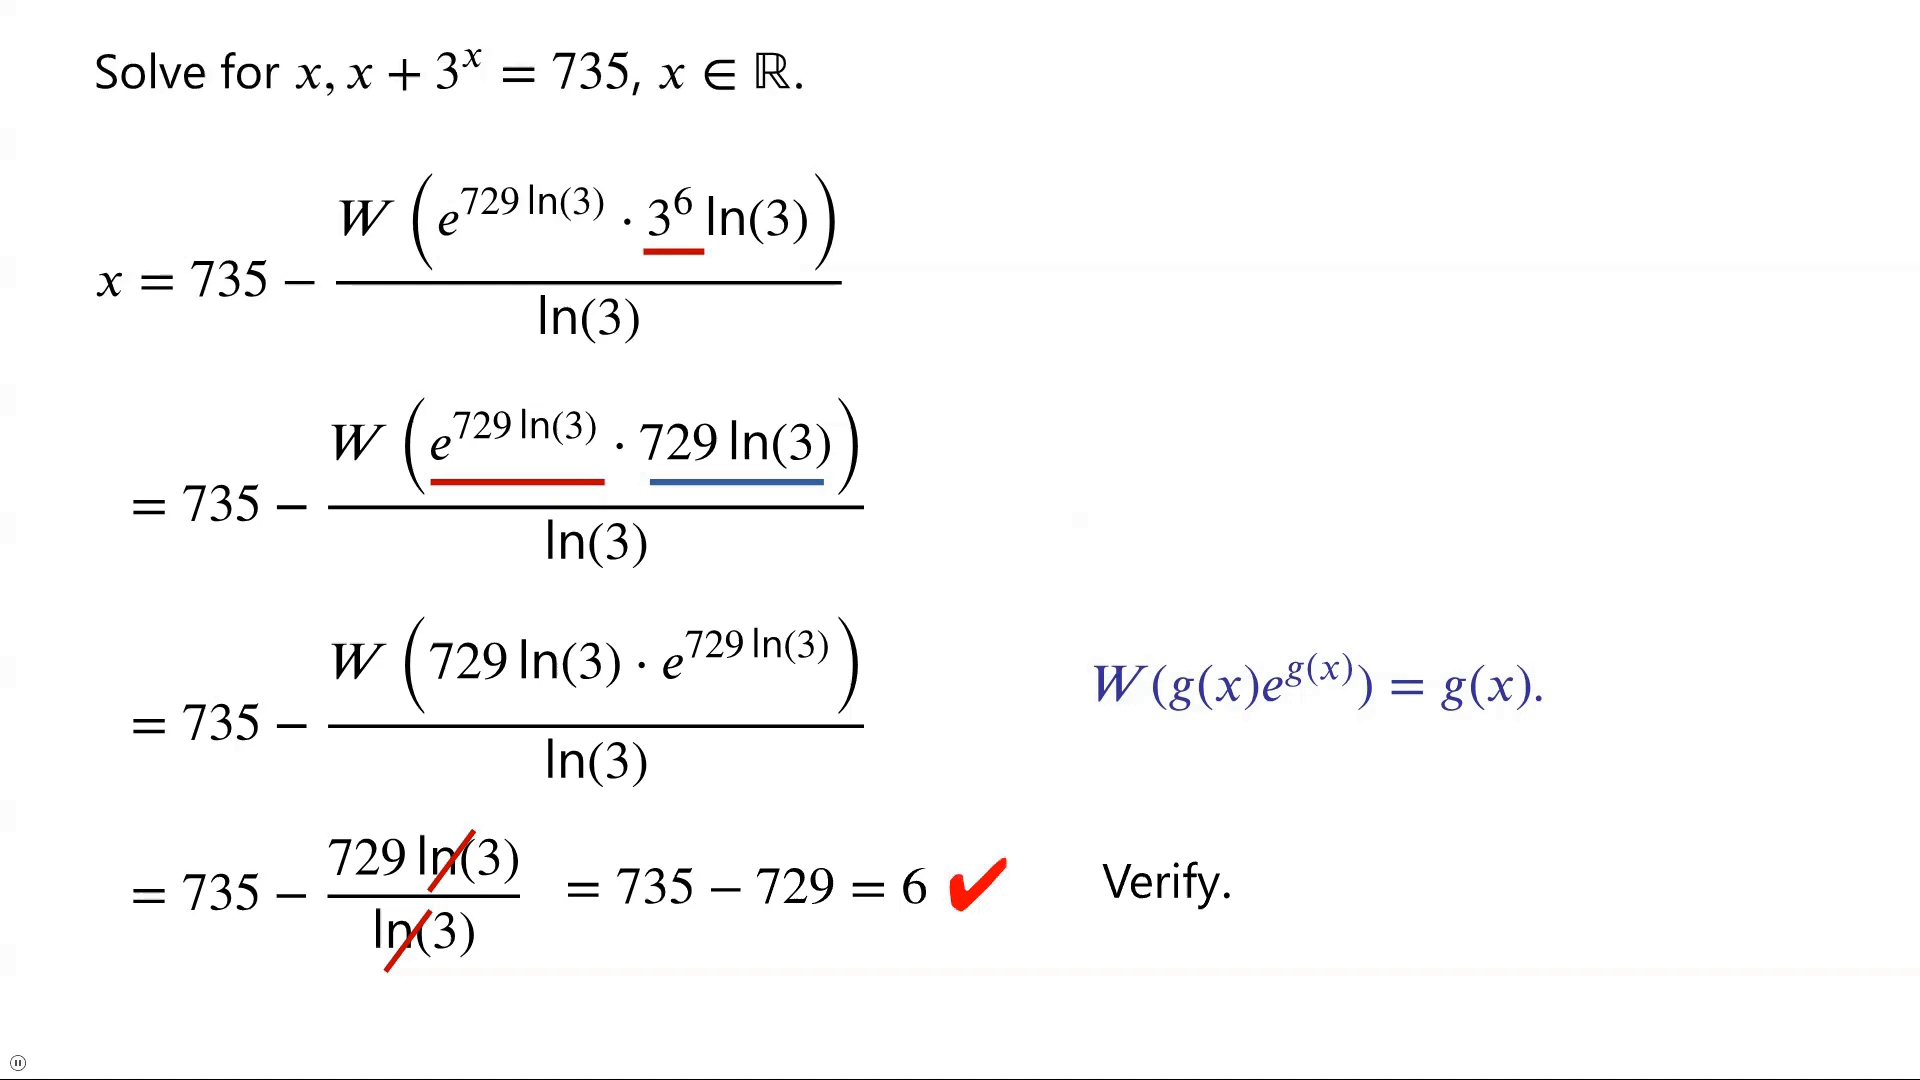 Solve for x, x + 3^x = 735, x ∈ ℝ.
x = 735 − W(e^{729 ln(3)} · 3^6 ln(3)) / ln(3)
= 735 − W(e^{729 ln(3)} · 729 ln(3)) / ln(3)
= 735 − W(729 ln(3) · e^{729 ln(3)}) / ln(3)
W(g(x)e^{g(x)}) = g(x).
= 735 − 729 ln(3) / ln(3) = 735 − 729 = 6 ✔
Verify.